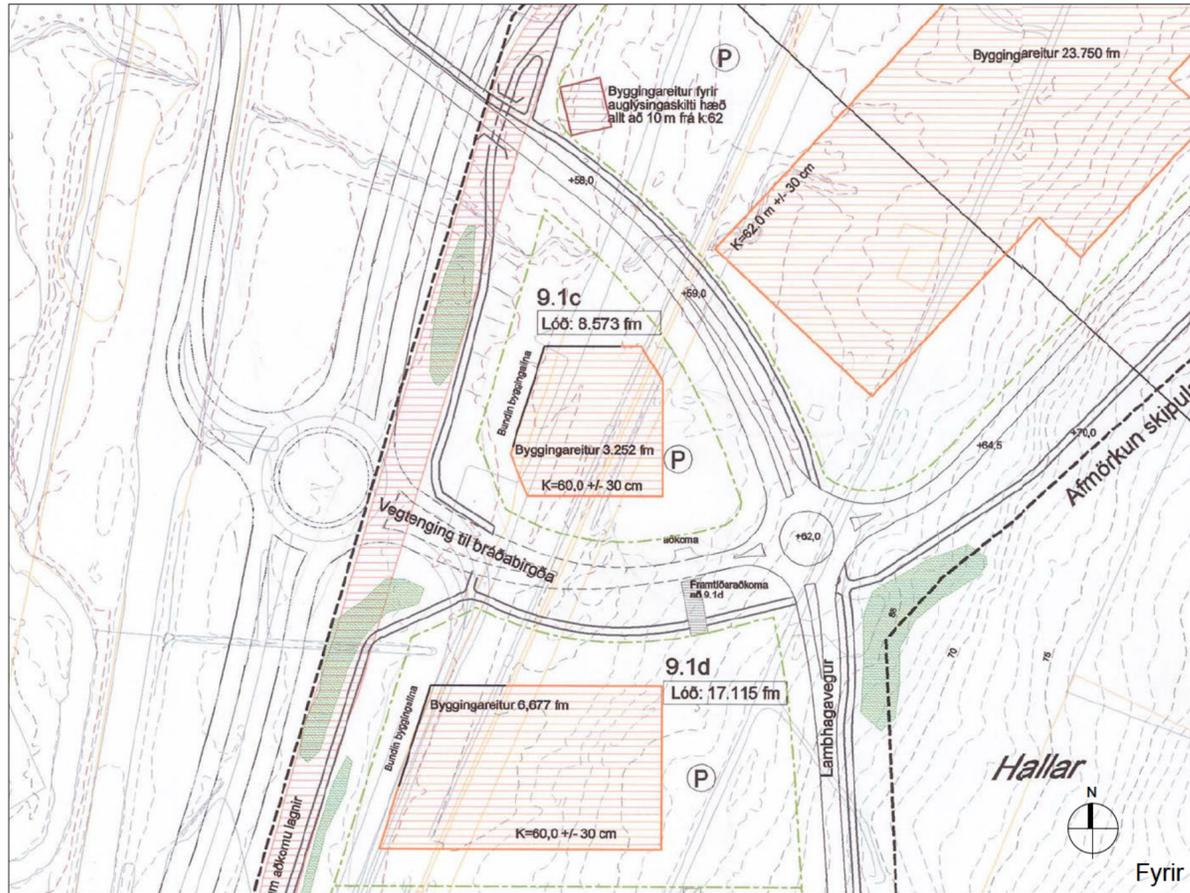 P
Byggingareitur 23.750 fm
Byggingareitur fyrir
auglýsingaskilti hæð
allt að 10 m frá k:62
+58,0
K=62.0 m +/- 30 cm
+59,0
9.1c
Lóð: 8.573 fm
Bundin byggingalína
Byggingareitur 3.252 fm
P
K=60,0 +/- 30 cm
+64,5
+70,0
Afmörkun skipul
Vegtenging til bráðabirgða
aðkoma
+62,0
Framtíðaraðkoma
að 9.1d
70
75
9.1d
Lóð: 17.115 fm
Bundin byggingalína
Byggingareitur 6,677 fm
P
Lambhagavegur
Hallar
N
K=60,0 +/- 30 cm
m aðkomu lagnir
Fyrir